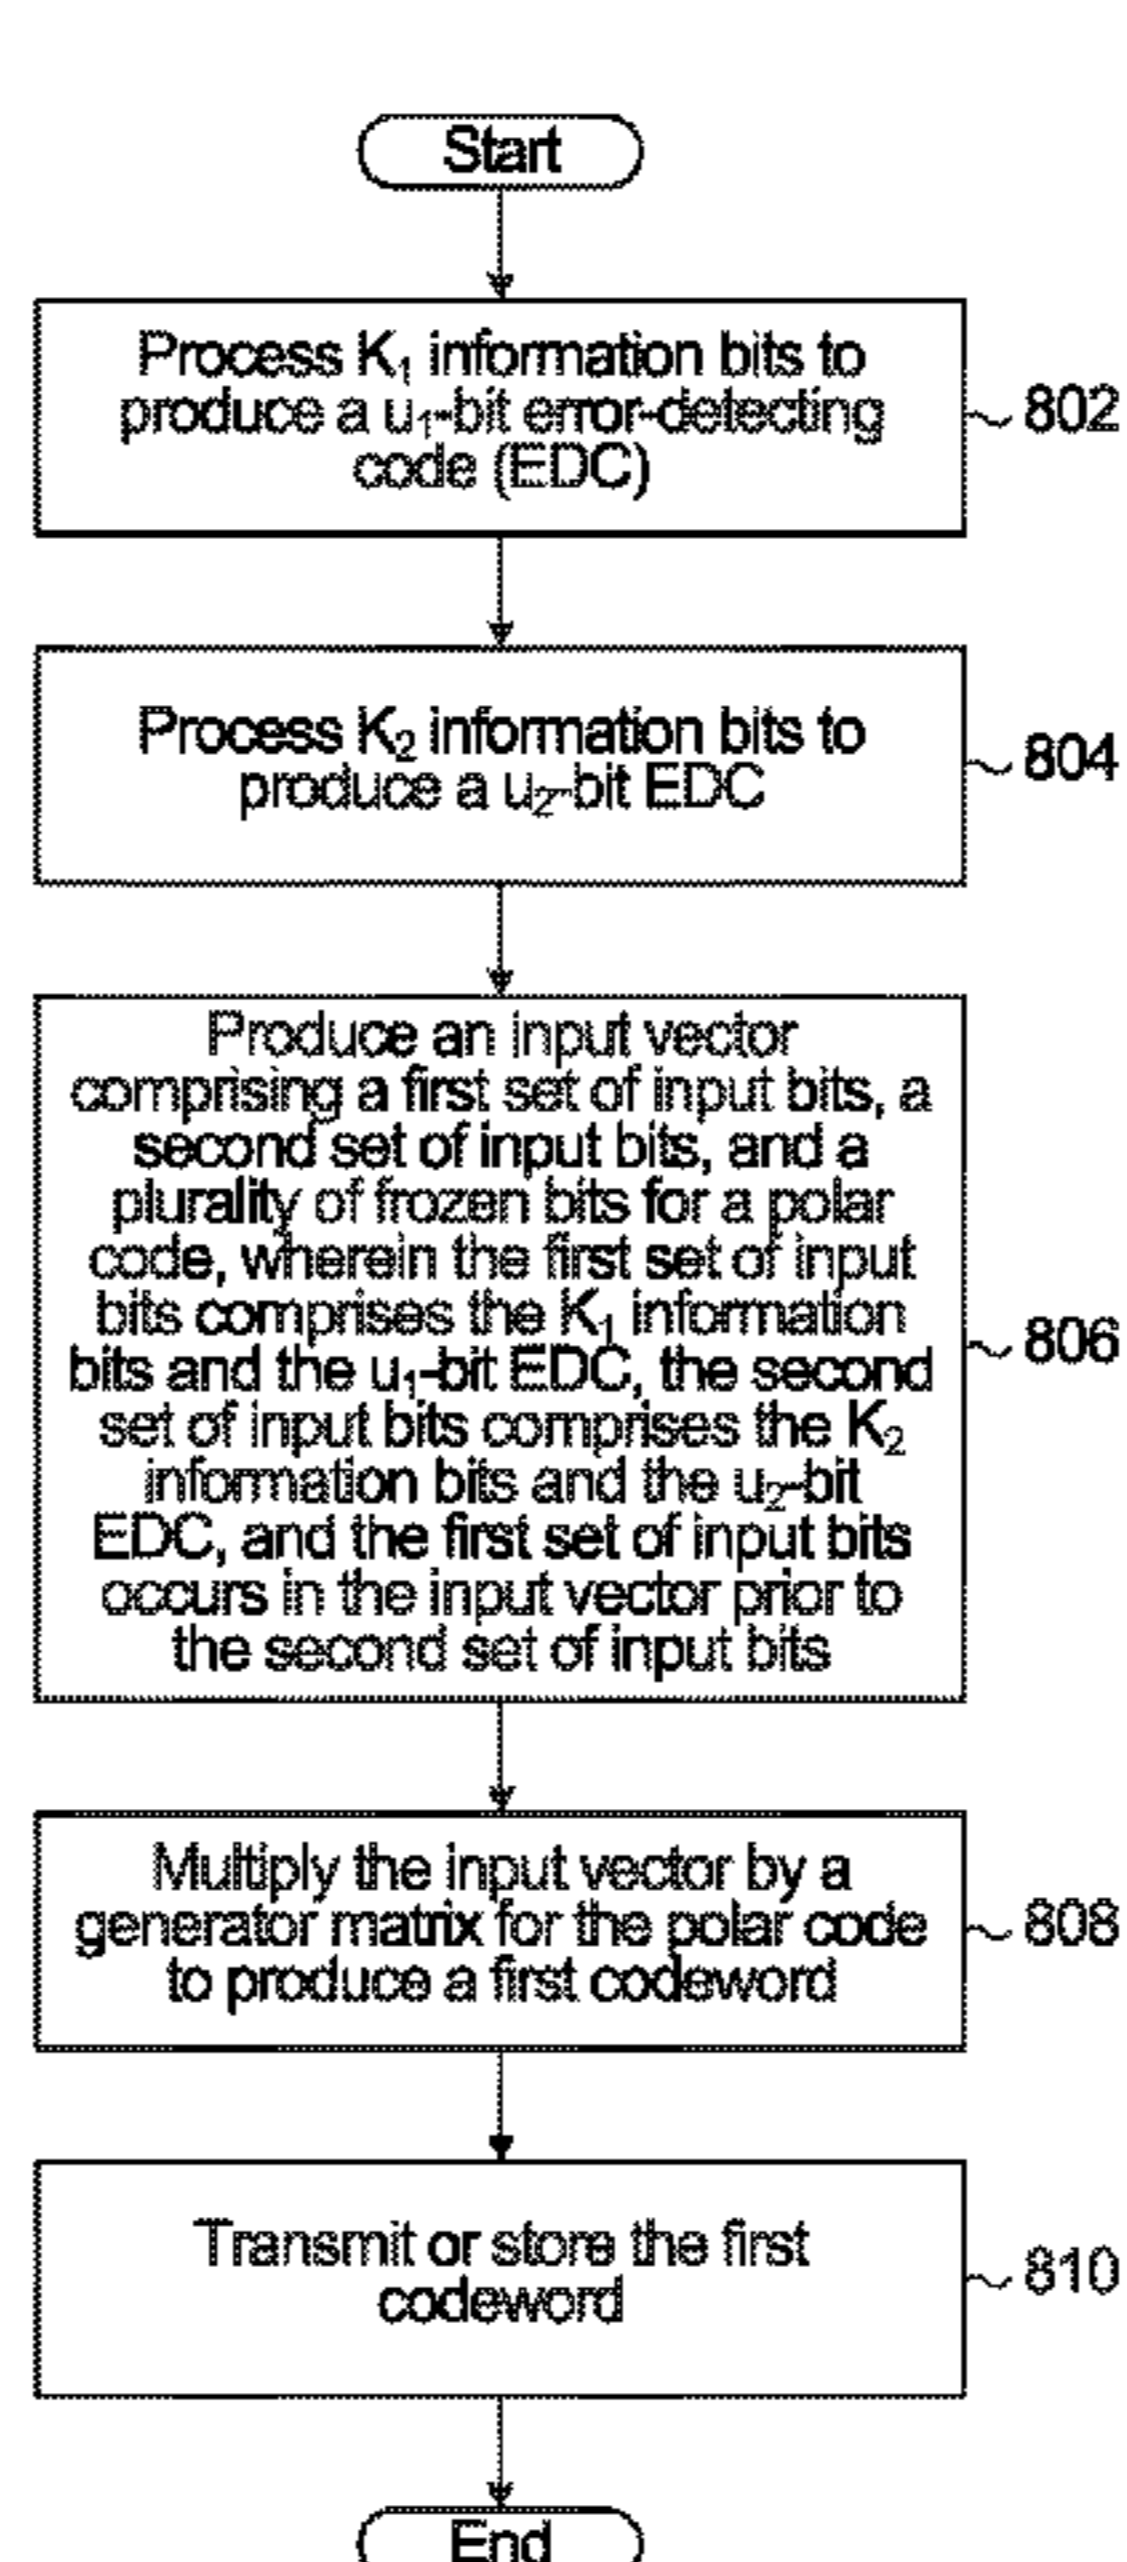 Start
Process K₁ information bits to
produce a u₁-bit error-detecting
code (EDC)
802
Process K₂ information bits to
produce a u₂-bit EDC
804
Produce an input vector
comprising a first set of input bits, a
second set of input bits, and a
plurality of frozen bits for a polar
code, wherein the first set of input
bits comprises the K₁ information
bits and the u₁-bit EDC, the second
set of input bits comprises the K₂
information bits and the u₂-bit
EDC, and the first set of input bits
occurs in the input vector prior to
the second set of input bits
806
Multiply the input vector by a
generator matrix for the polar code
to produce a first codeword
808
Transmit or store the first
codeword
810
End